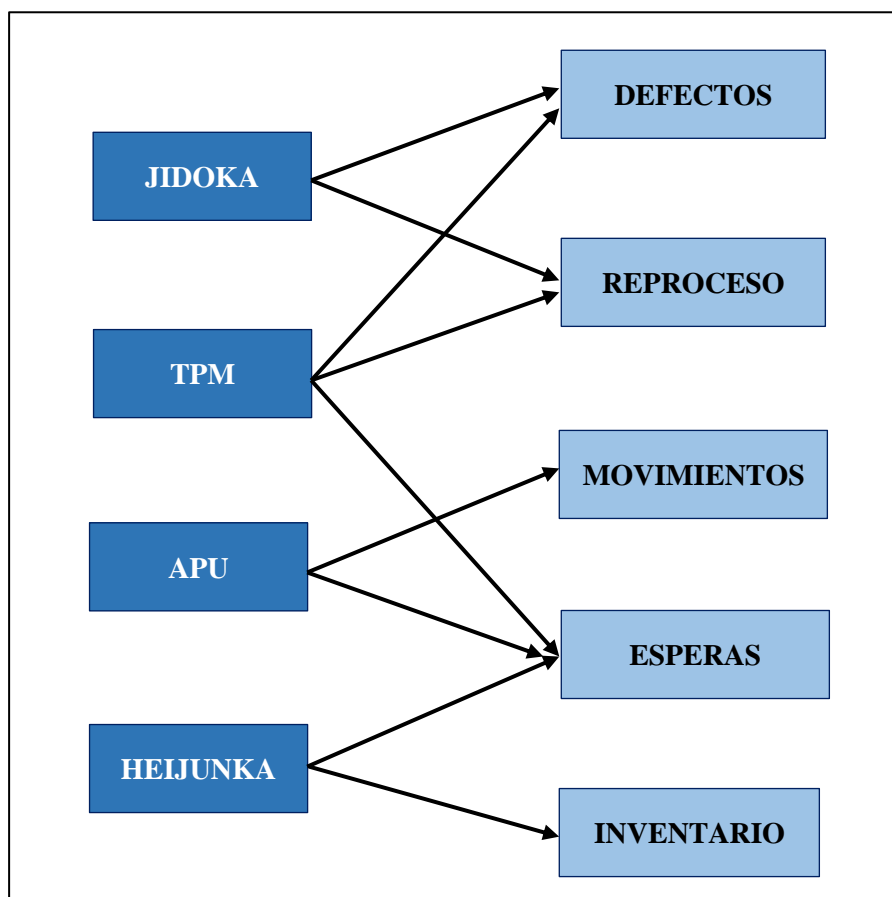 JIDOKA
TPM
APU
HEIJUNKA
DEFECTOS
REPROCESO
MOVIMIENTOS
ESPERAS
INVENTARIO